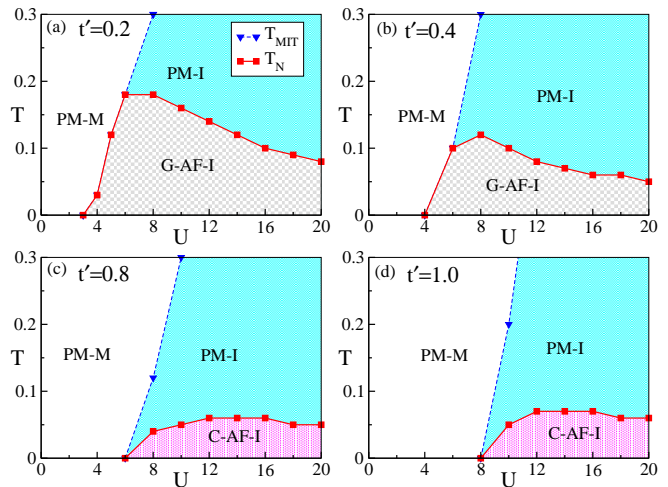 (a) t′=0.2
T_MIT
T_N
PM-I
PM-M
G-AF-I
T
0.3
0.2
0.1
0
0 4 8 12 16 20
U
(b) t′=0.4
PM-I
PM-M
G-AF-I
T
0.3
0.2
0.1
0
0 4 8 12 16 20
U
(c) t′=0.8
PM-M
PM-I
C-AF-I
T
0.3
0.2
0.1
0
0 4 8 12 16 20
U
(d) t′=1.0
PM-M
PM-I
C-AF-I
T
0.3
0.2
0.1
0
0 4 8 12 16 20
U